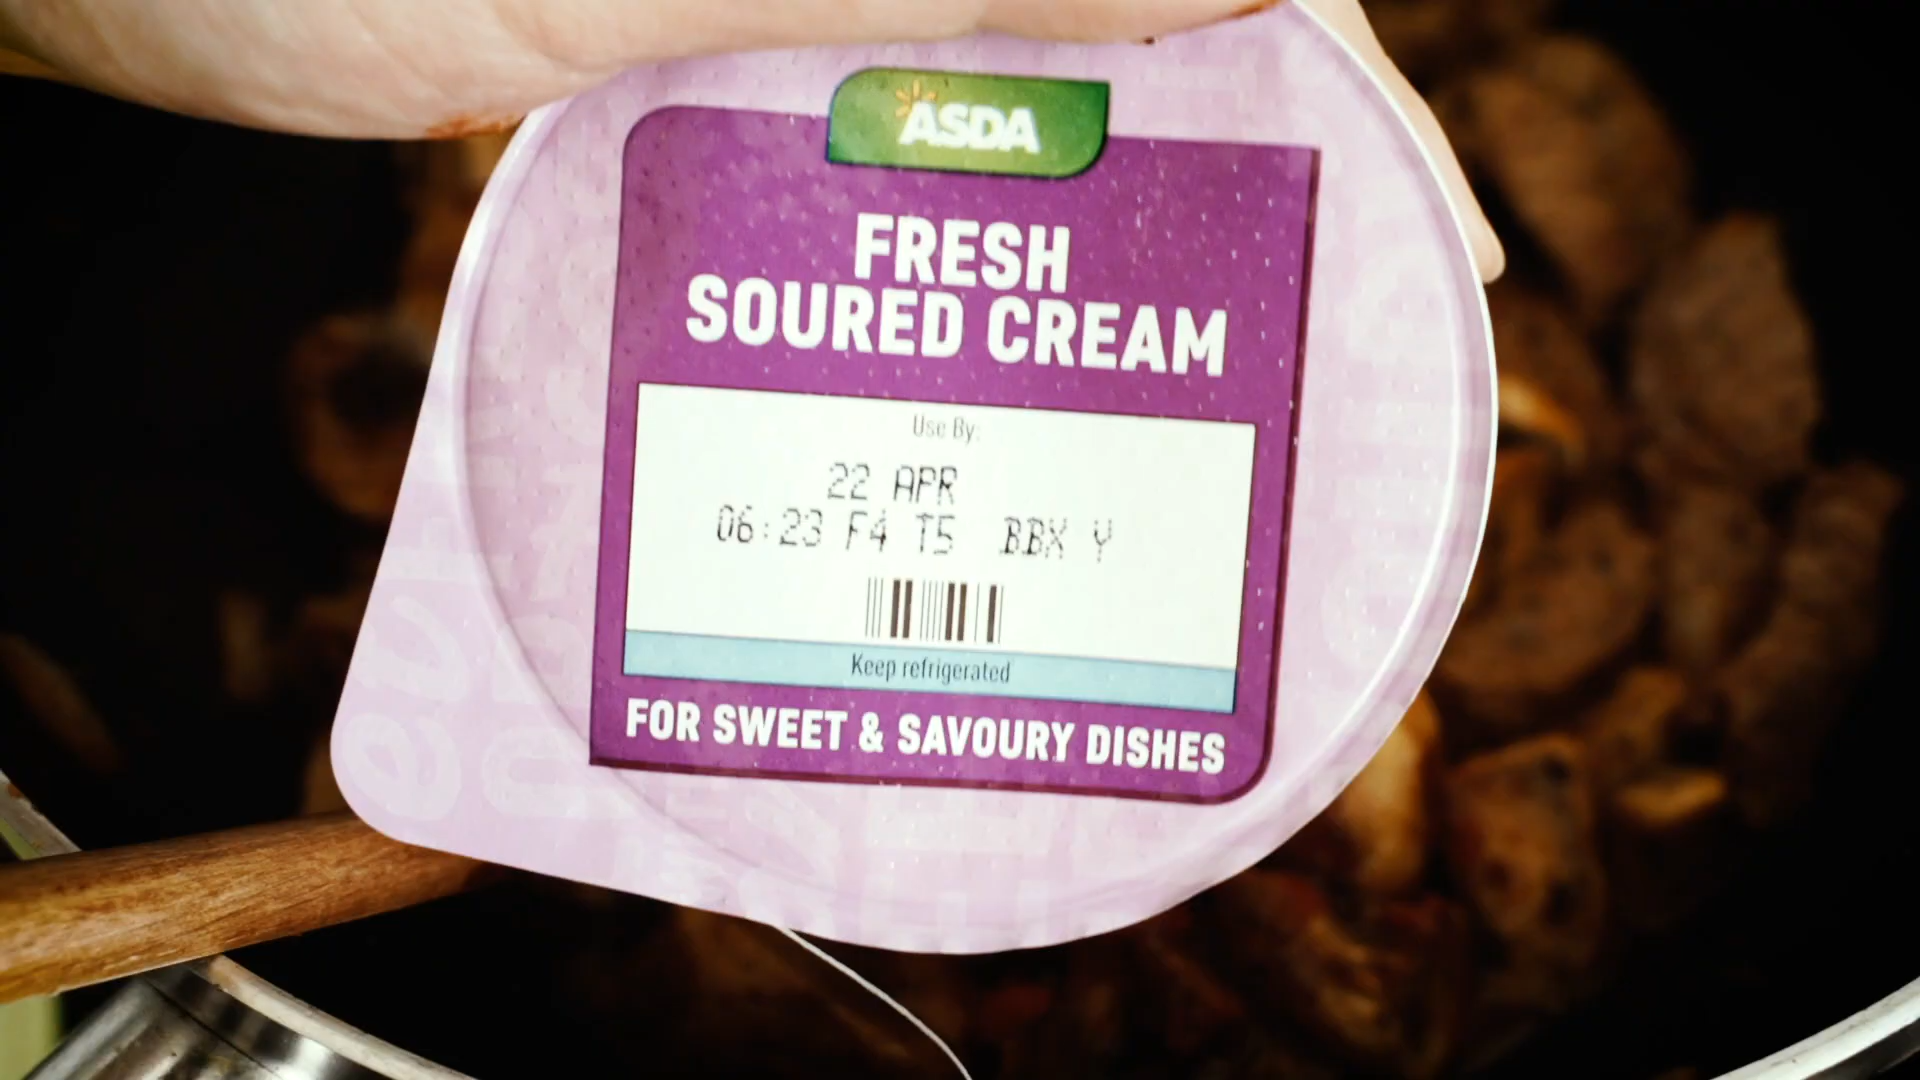 ASDA
FRESH
SOURED CREAM
Use By:
22 APR
06:23 F4 T5 BBX Y
Keep refrigerated
FOR SWEET & SAVOURY DISHES